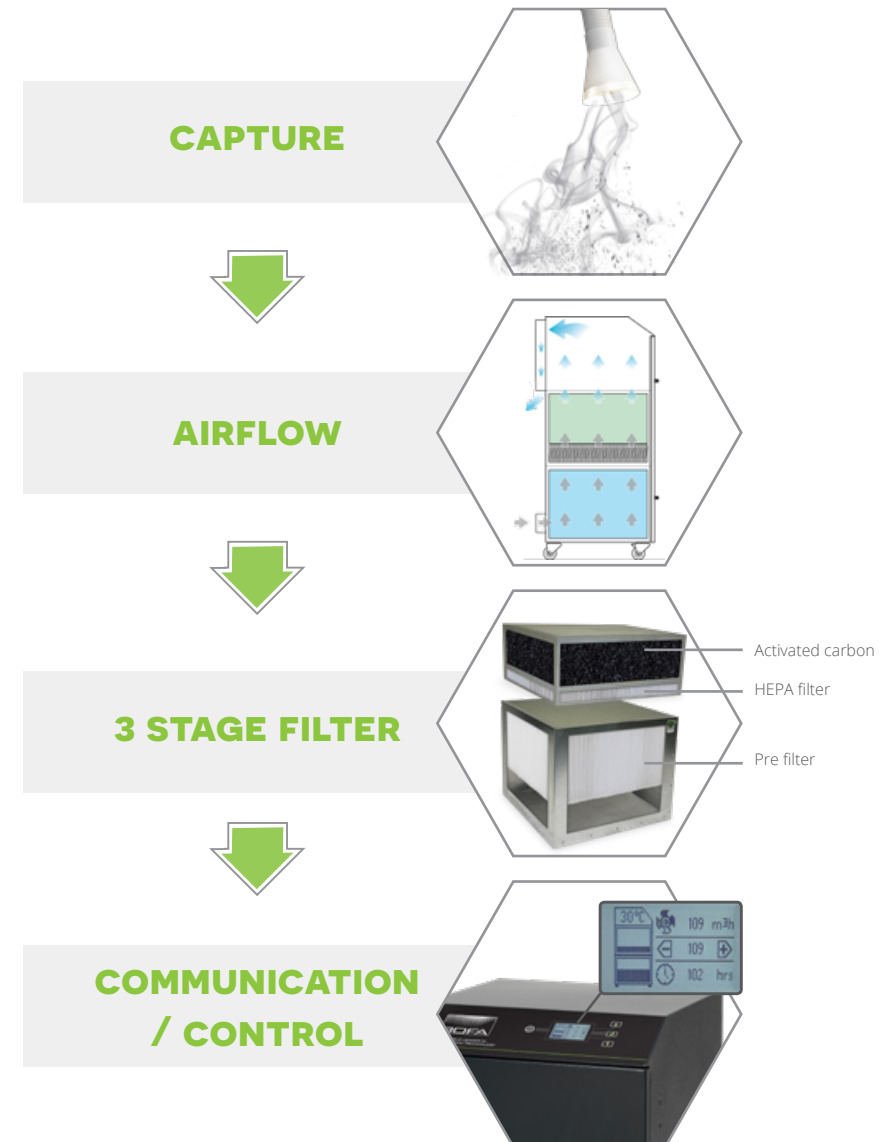 CAPTURE
AIRFLOW
3 STAGE FILTER
Activated carbon
HEPA filter
Pre filter
30°C
109 m³h
109
102 hrs
COMMUNICATION
/ CONTROL